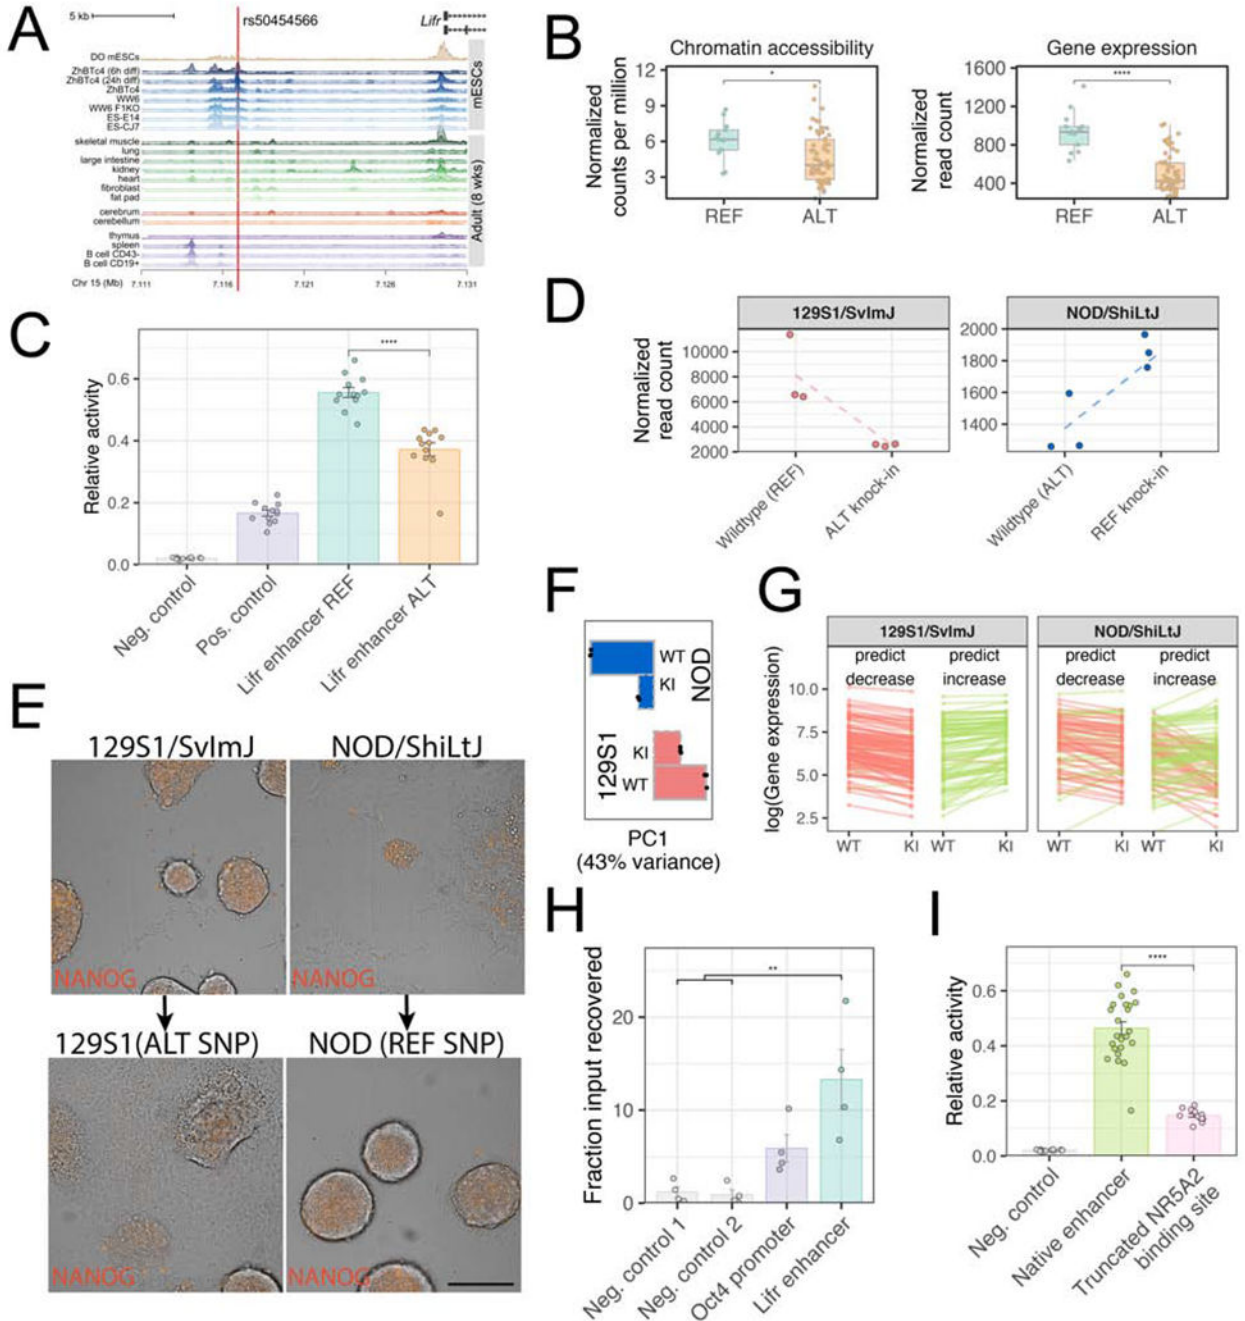 A
5 kb
rs50454566
Lifr
DO mESCs
ZhBTc4 (6h diff)
ZhBTc4 (24h diff)
ZhBTc4
WW6
WW6 F1KO
ES-E14
ES-CJ7
mESCs
skeletal muscle
lung
large intestine
kidney
heart
fibroblast
fat pad
cerebrum
cerebellum
thymus
spleen
B cell CD43-
B cell CD19+
Adult (8 wks)
Chr 15 (Mb)
7.111
7.116
7.121
7.126
7.131
B
Chromatin accessibility
Normalized
counts per million
12
9
6
3
*
REF
ALT
Gene expression
Normalized
read count
1600
1200
800
400
****
REF
ALT
C
Relative activity
0.6
0.4
0.2
0.0
****
Neg. control
Pos. control
Lifr enhancer REF
Lifr enhancer ALT
D
129S1/SvlmJ
NOD/ShiLtJ
Normalized
read count
10000
8000
6000
4000
2000
2000
1800
1600
1400
Wildtype (REF)
ALT knock-in
Wildtype (ALT)
REF knock-in
E
129S1/SvlmJ
NOD/ShiLtJ
NANOG
NANOG
129S1(ALT SNP)
NOD (REF SNP)
NANOG
NANOG
F
WT
KI
NOD
KI
WT
129S1
PC1
(43% variance)
G
129S1/SvlmJ
NOD/ShiLtJ
predict
decrease
predict
increase
predict
decrease
predict
increase
log(Gene expression)
10.0
7.5
5.0
2.5
WT
KI
WT
KI
WT
KI
WT
KI
H
Fraction input recovered
20
10
0
**
Neg. control 1
Neg. control 2
Oct4 promoter
Lifr enhancer
I
Relative activity
0.6
0.4
0.2
0.0
****
Neg. control
Native enhancer
Truncated NR5A2
binding site